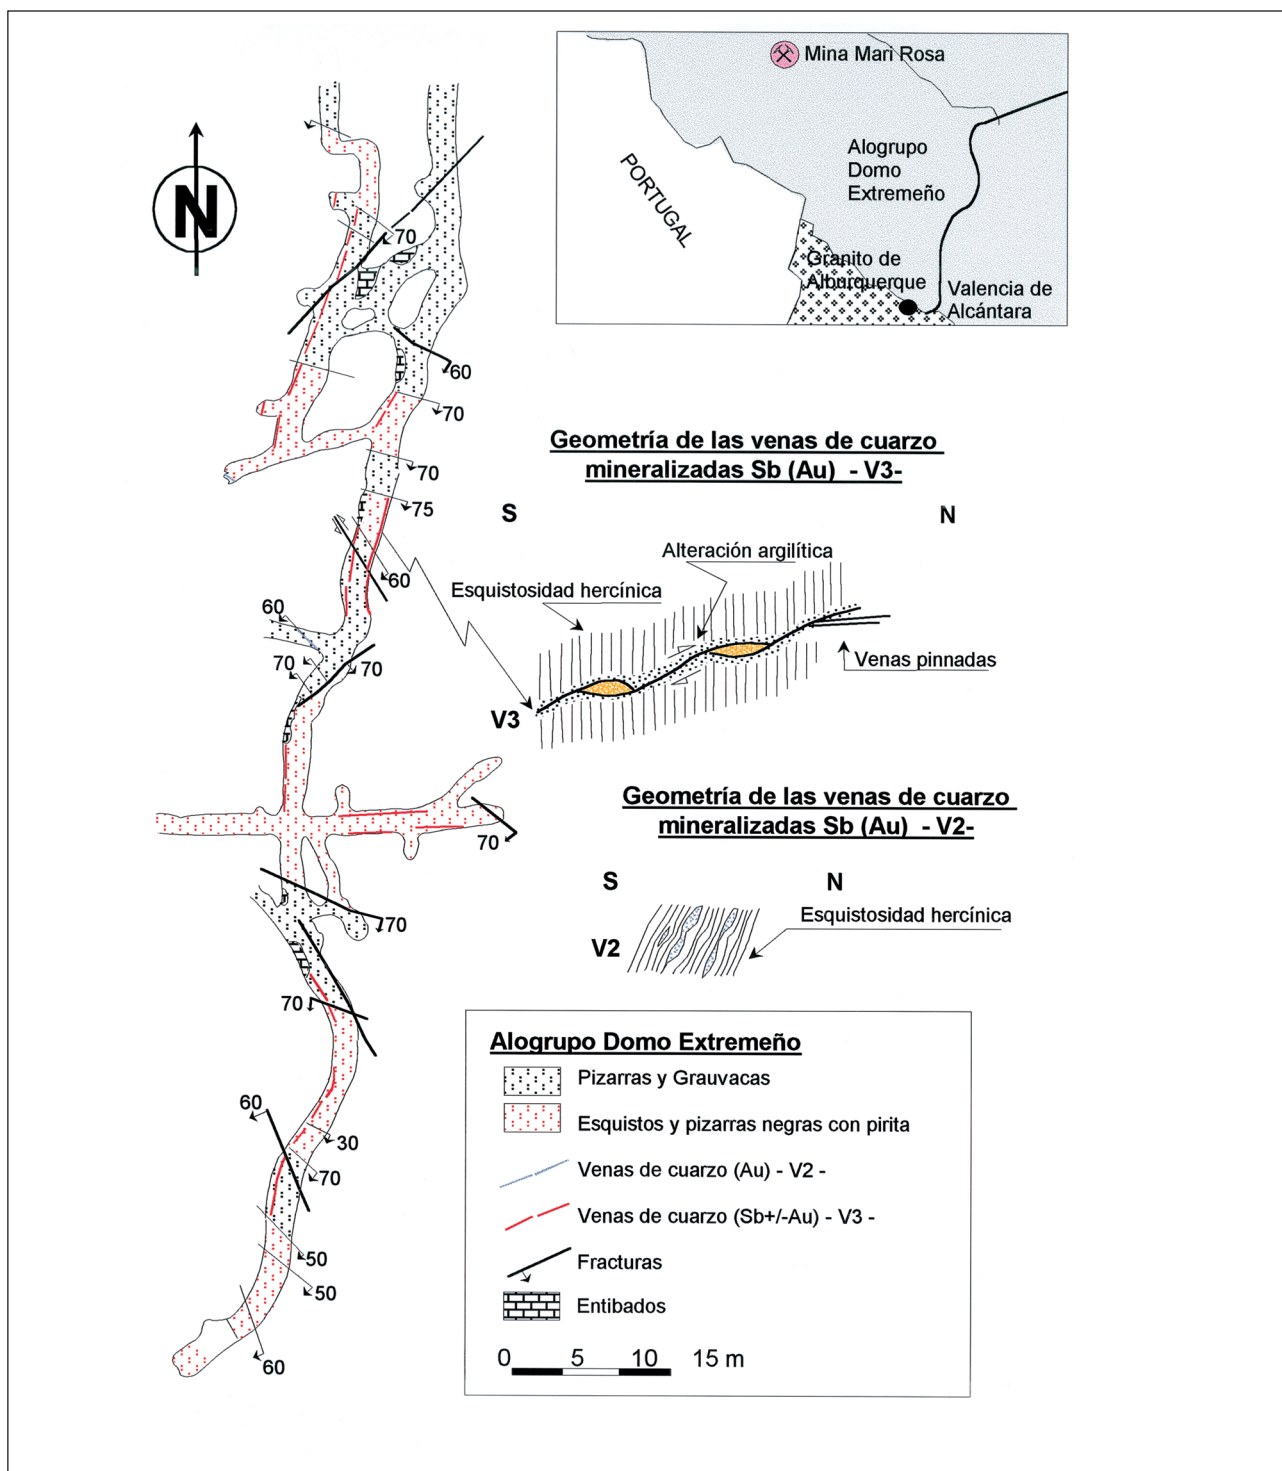 Mina Mari Rosa
PORTUGAL
Alogrupo
Domo
Extremeño
Granito de
Alburquerque
Valencia de
Alcántara
N
70
60
70
70
75
60
60
70
70
70
70
70
60
30
70
50
50
60
Geometría de las venas de cuarzo
mineralizadas Sb (Au) - V3-
S
N
Alteración argilítica
Esquistosidad hercínica
Venas pinnadas
V3
Geometría de las venas de cuarzo
mineralizadas Sb (Au) - V2-
S
N
Esquistosidad hercínica
V2
Alogrupo Domo Extremeño
Pizarras y Grauvacas
Esquistos y pizarras negras con pirita
Venas de cuarzo (Au) - V2 -
Venas de cuarzo (Sb+/-Au) - V3 -
Fracturas
Entibados
0 5 10 15 m